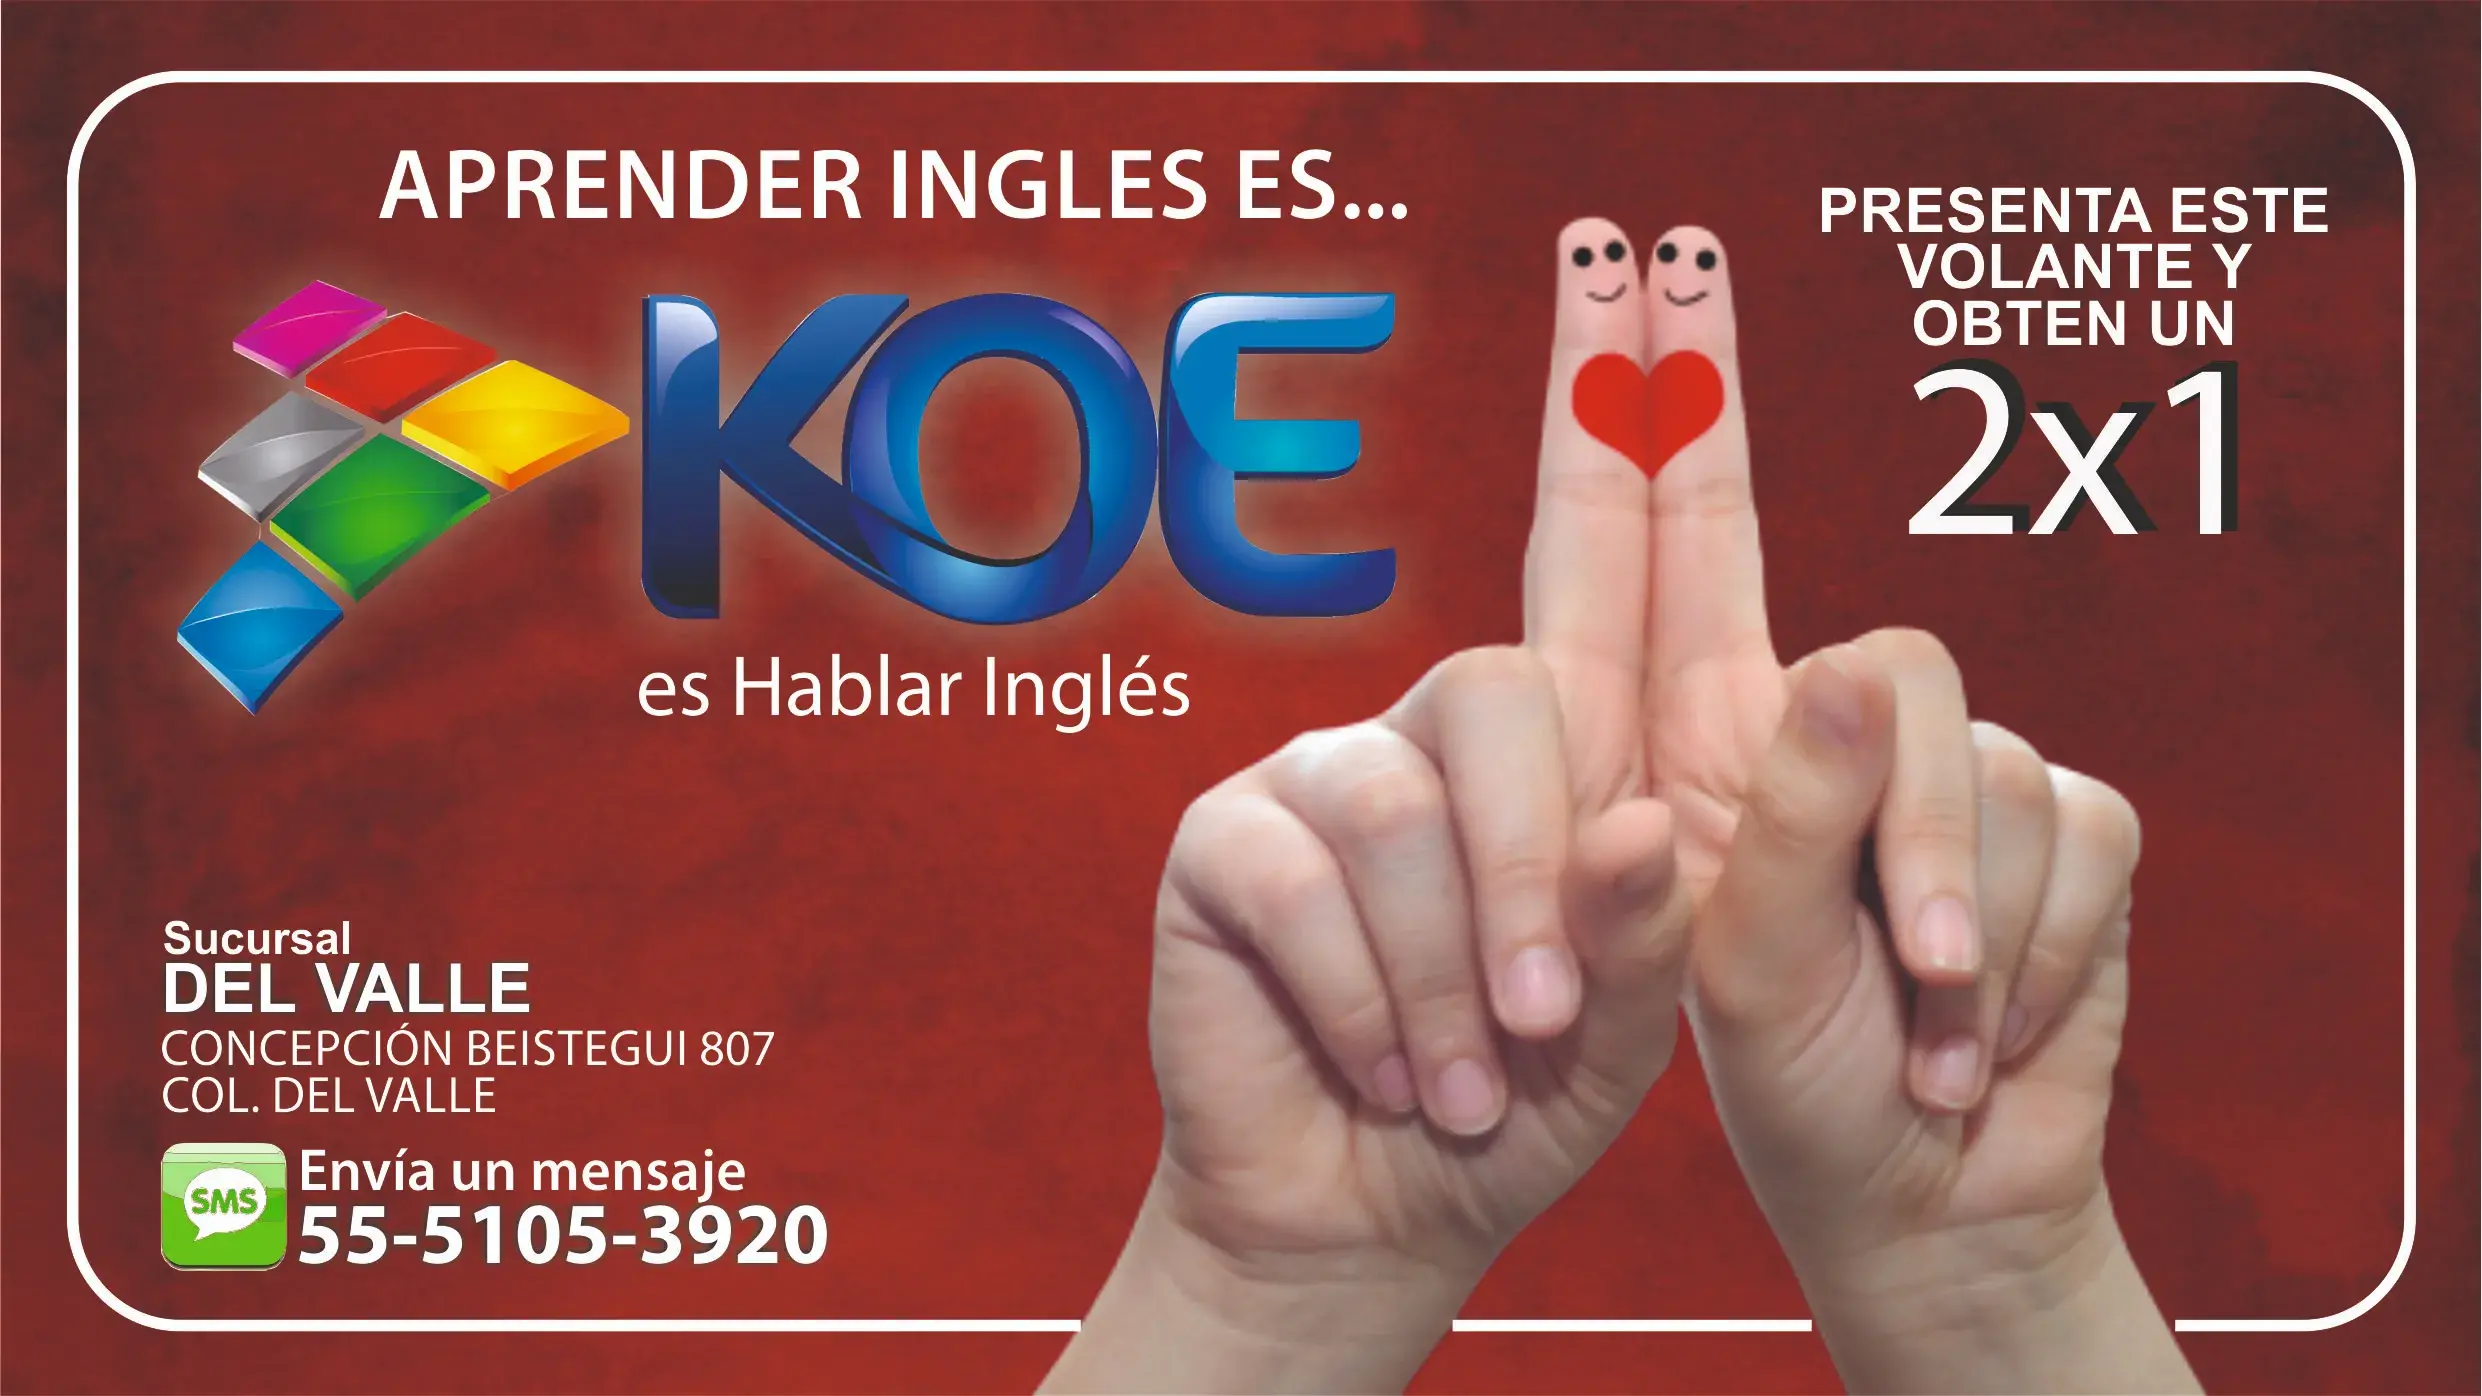 APRENDER INGLES ES...
KOE
es Hablar Inglés
PRESENTA ESTE
VOLANTE Y
OBTEN UN
2x1
Sucursal
DEL VALLE
CONCEPCIÓN BEISTEGUI 807
COL. DEL VALLE
SMS
Envía un mensaje
55-5105-3920